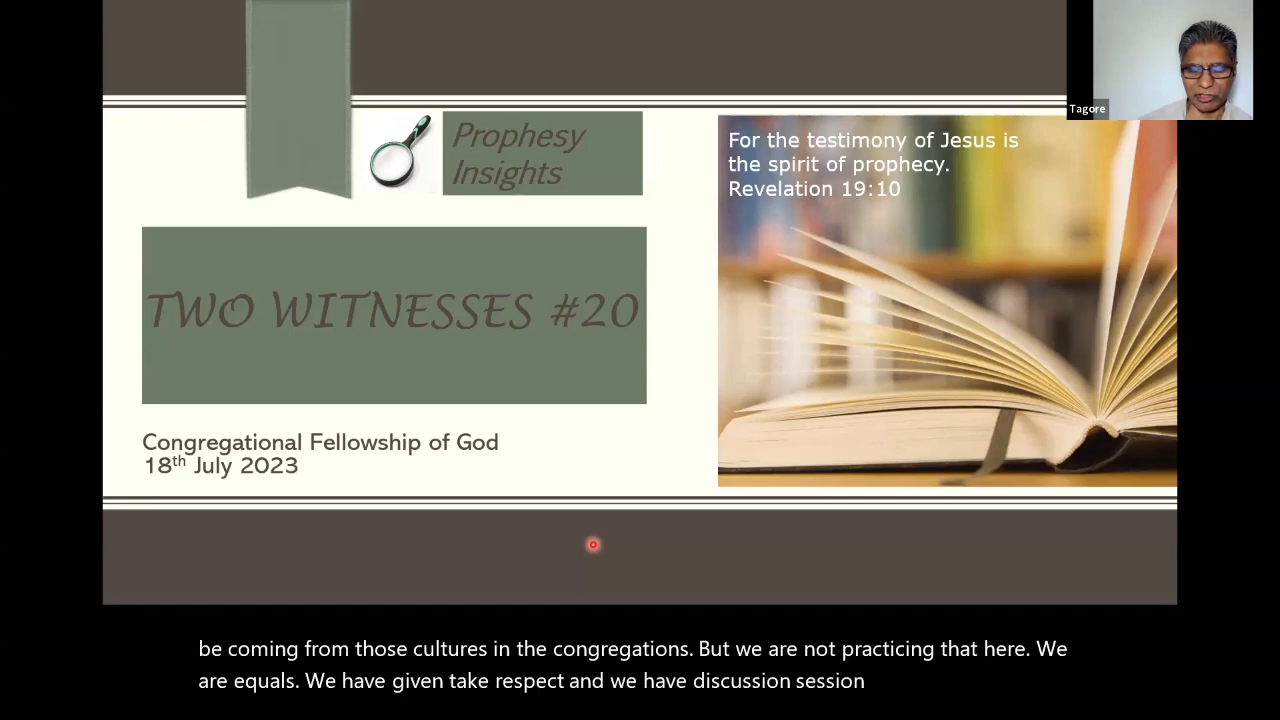 Prophesy
Insights
For the testimony of Jesus is
the spirit of prophecy.
Revelation 19:10
Tagore
TWO WITNESSES #20
Congregational Fellowship of God
18th July 2023
be coming from those cultures in the congregations. But we are not practicing that here. We
are equals. We have given take respect and we have discussion session